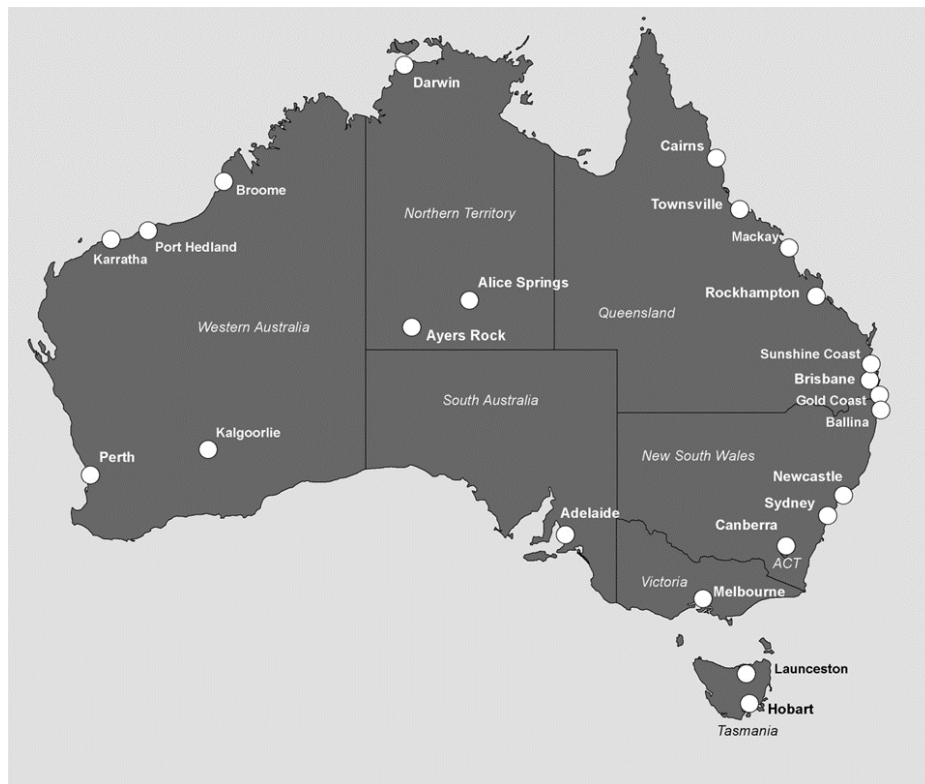 Darwin
Cairns
Broome
Townsville
Northern Territory
Mackay
Port Hedland
Karratha
Alice Springs
Rockhampton
Queensland
Western Australia
Ayers Rock
Sunshine Coast
Brisbane
South Australia
Gold Coast
Ballina
Kalgoorlie
New South Wales
Perth
Newcastle
Sydney
Adelaide
Canberra
ACT
Victoria
Melbourne
Launceston
Hobart
Tasmania